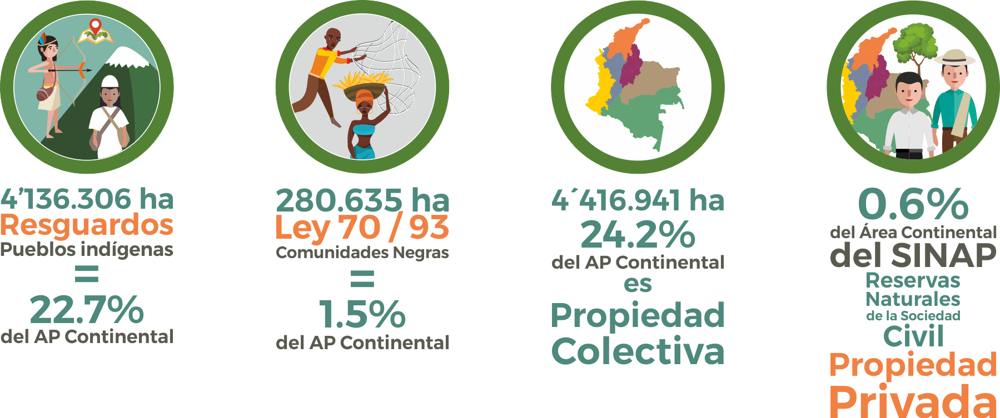 4’136.306 ha
Resguardos
Pueblos indígenas
=
22.7%
del AP Continental
280.635 ha
Ley 70 / 93
Comunidades Negras
=
1.5%
del AP Continental
4´416.941 ha
24.2%
del AP Continental
es
Propiedad
Colectiva
0.6%
del Área Continental
del SINAP
Reservas
Naturales
de la Sociedad
Civil
Propiedad
Privada